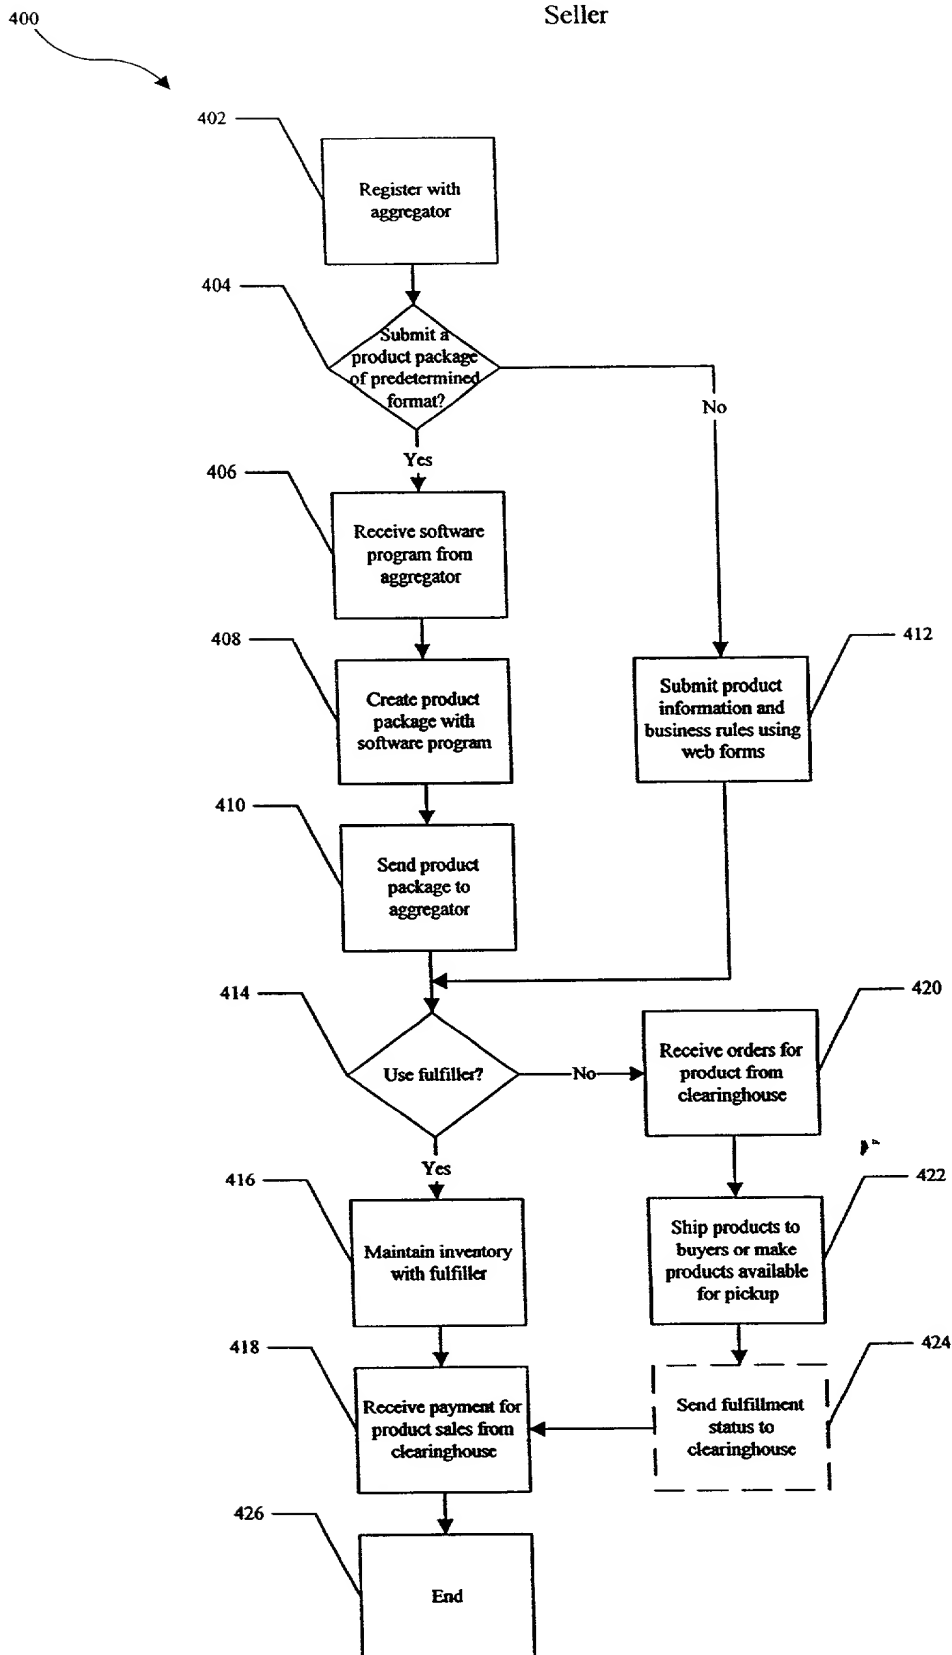 400
Seller
402
Register with
aggregator
404
Submit a
product package
of predetermined
format?
No
Yes
406
Receive software
program from
aggregator
408
Create product
package with
software program
412
Submit product
information and
business rules using
web forms
410
Send product
package to
aggregator
414
Use fulfiller?
No
420
Receive orders for
product from
clearinghouse
Yes
416
Maintain inventory
with fulfiller
422
Ship products to
buyers or make
products available
for pickup
418
Receive payment for
product sales from
clearinghouse
424
Send fulfillment
status to
clearinghouse
426
End